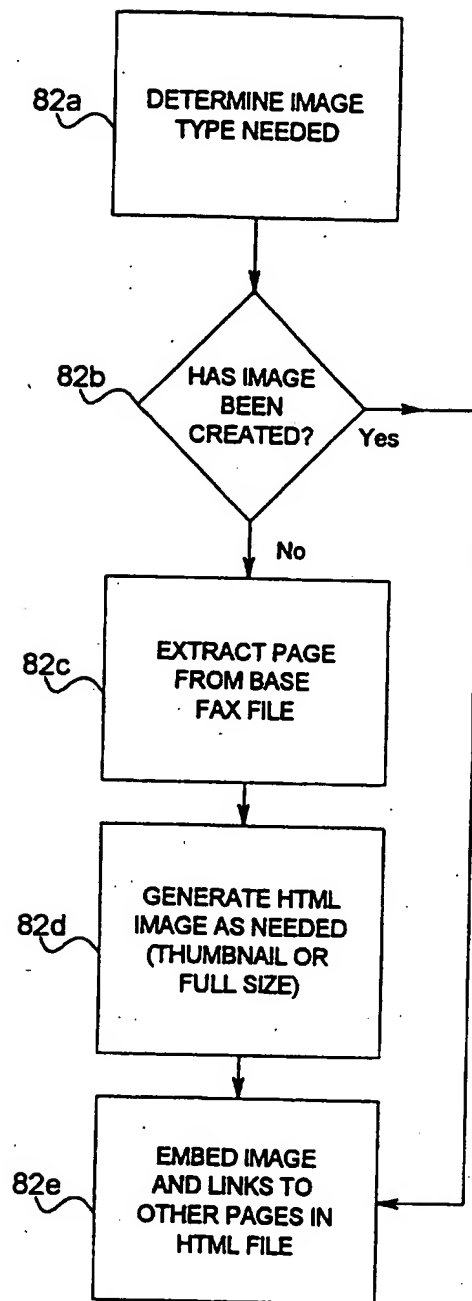 82a
DETERMINE IMAGE
TYPE NEEDED
82b
HAS IMAGE
BEEN
CREATED?
Yes
No
82c
EXTRACT PAGE
FROM BASE
FAX FILE
82d
GENERATE HTML
IMAGE AS NEEDED
(THUMBNAIL OR
FULL SIZE)
82e
EMBED IMAGE
AND LINKS TO
OTHER PAGES IN
HTML FILE